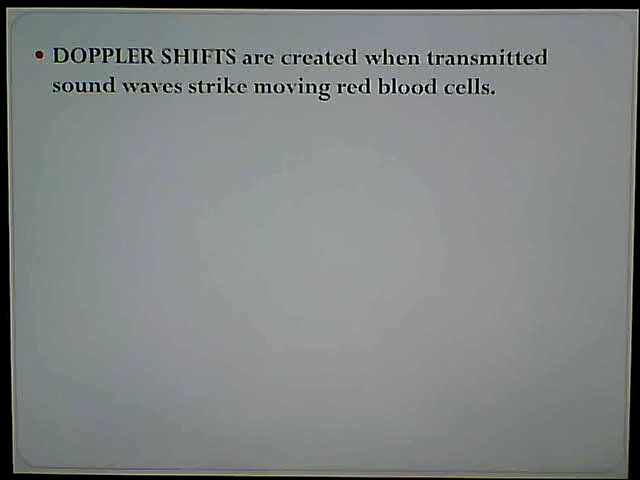 • DOPPLER SHIFTS are created when transmitted
sound waves strike moving red blood cells.